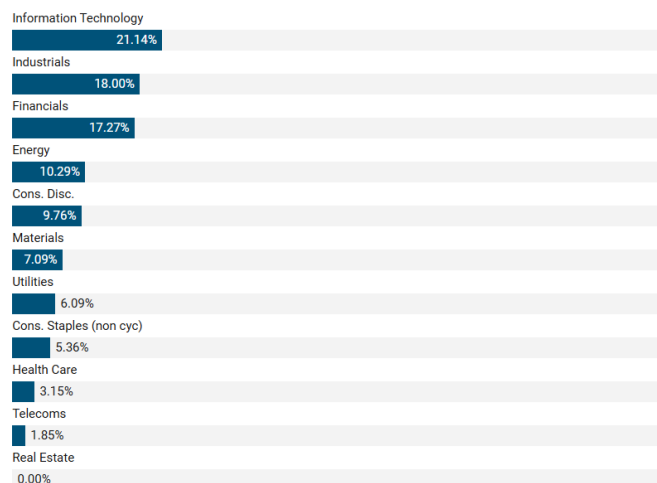 Information Technology
21.14%
Industrials
18.00%
Financials
17.27%
Energy
10.29%
Cons. Disc.
9.76%
Materials
7.09%
Utilities
6.09%
Cons. Staples (non cyc)
5.36%
Health Care
3.15%
Telecoms
1.85%
Real Estate
0.00%